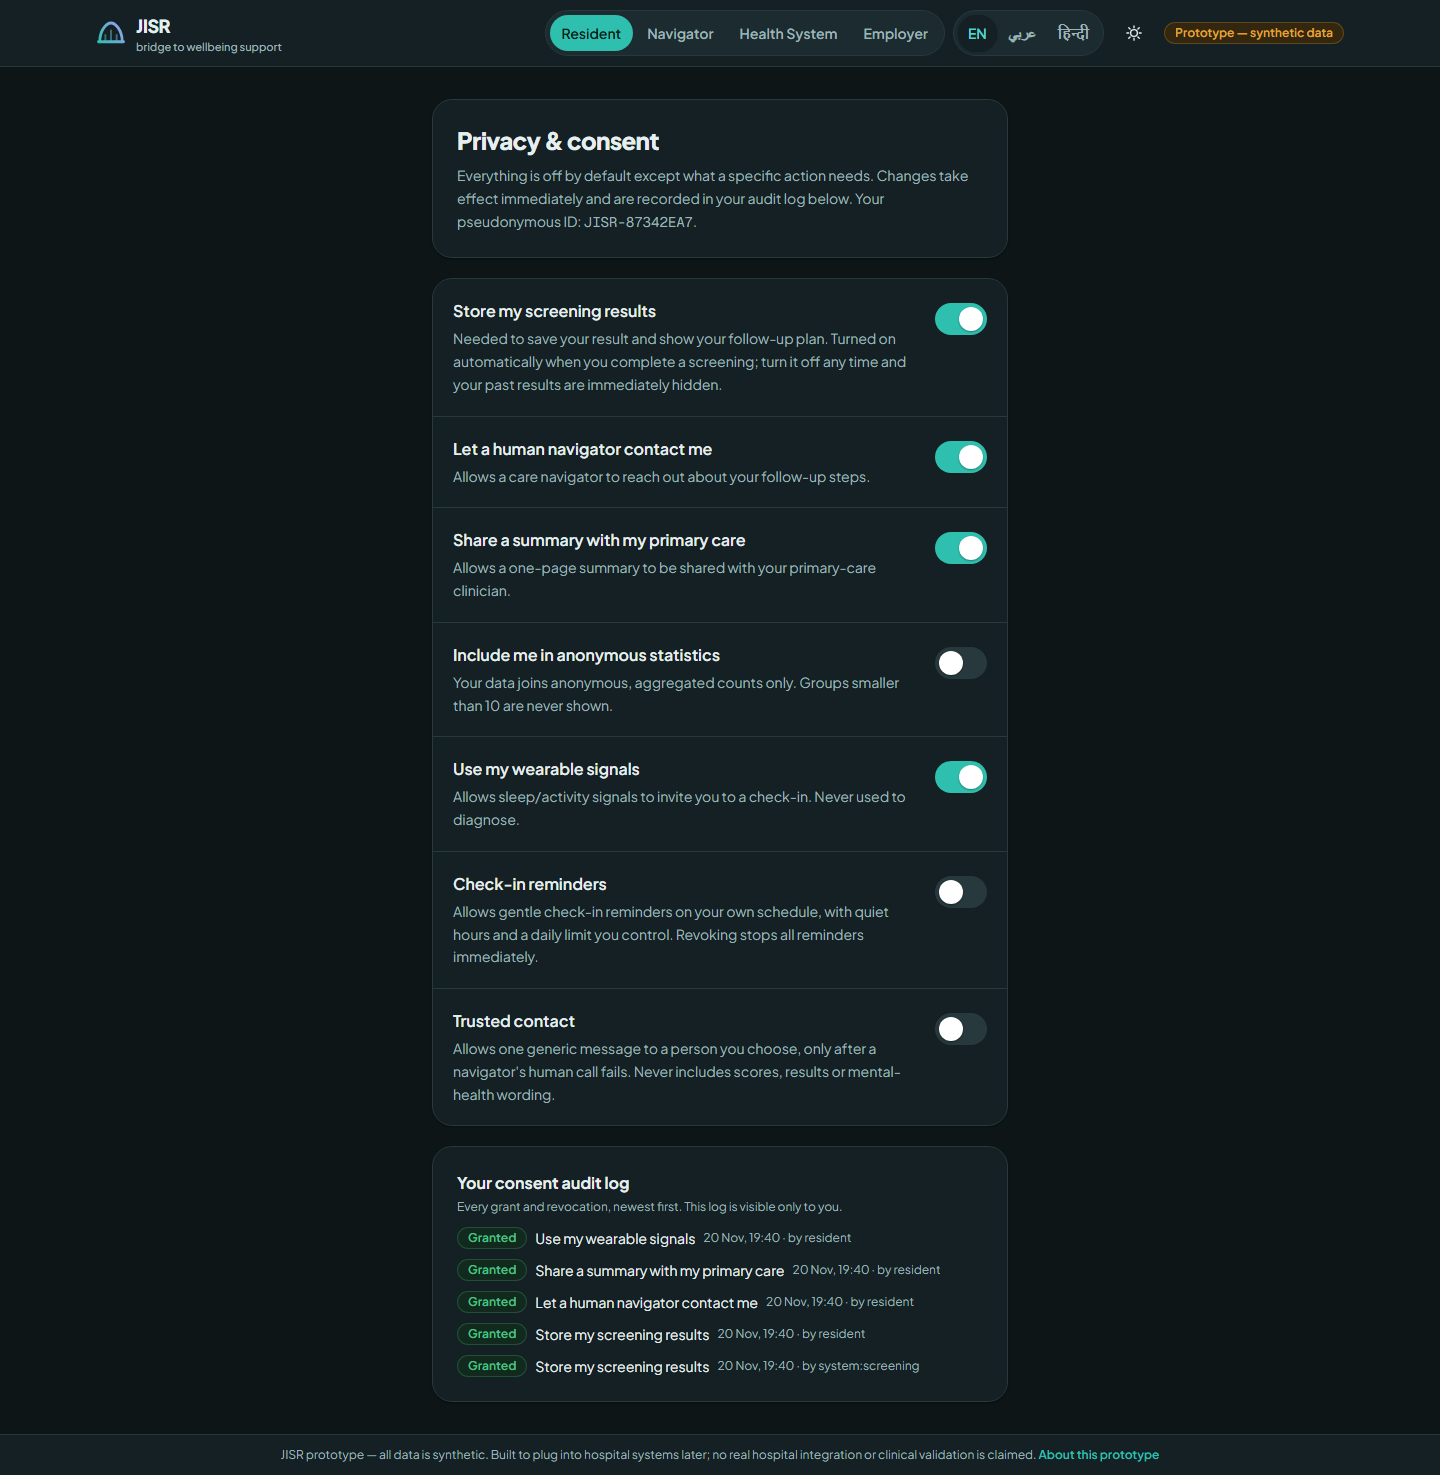 JISR
bridge to wellbeing support
Resident
Navigator
Health System
Employer
EN
عربي
हिन्दी
Prototype — synthetic data
Privacy & consent
Everything is off by default except what a specific action needs. Changes take
effect immediately and are recorded in your audit log below. Your
pseudonymous ID: JISR-87342EA7.
Store my screening results
Needed to save your result and show your follow-up plan. Turned on
automatically when you complete a screening; turn it off any time and
your past results are immediately hidden.
Let a human navigator contact me
Allows a care navigator to reach out about your follow-up steps.
Share a summary with my primary care
Allows a one-page summary to be shared with your primary-care
clinician.
Include me in anonymous statistics
Your data joins anonymous, aggregated counts only. Groups smaller
than 10 are never shown.
Use my wearable signals
Allows sleep/activity signals to invite you to a check-in. Never used to
diagnose.
Check-in reminders
Allows gentle check-in reminders on your own schedule, with quiet
hours and a daily limit you control. Revoking stops all reminders
immediately.
Trusted contact
Allows one generic message to a person you choose, only after a
navigator's human call fails. Never includes scores, results or mental-
health wording.
Your consent audit log
Every grant and revocation, newest first. This log is visible only to you.
Granted Use my wearable signals 20 Nov, 19:40 · by resident
Granted Share a summary with my primary care 20 Nov, 19:40 · by resident
Granted Let a human navigator contact me 20 Nov, 19:40 · by resident
Granted Store my screening results 20 Nov, 19:40 · by resident
Granted Store my screening results 20 Nov, 19:40 · by system:screening
JISR prototype — all data is synthetic. Built to plug into hospital systems later; no real hospital integration or clinical validation is claimed. About this prototype